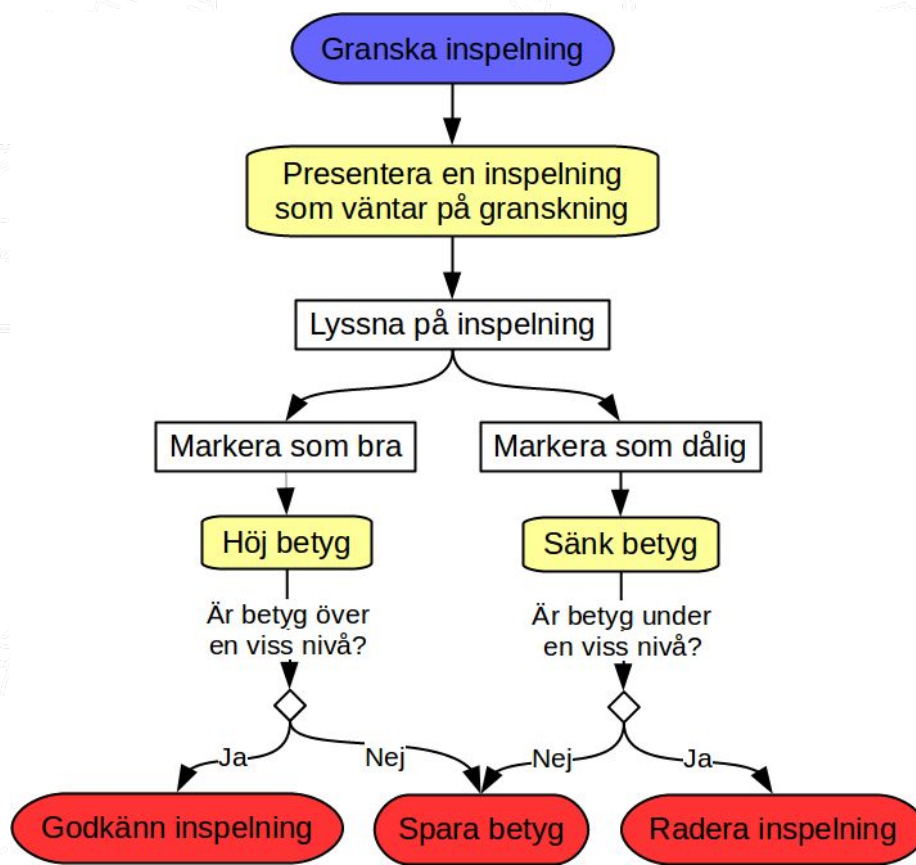 Granska inspelning
Presentera en inspelning
som väntar på granskning
Lyssna på inspelning
Markera som bra
Markera som dålig
Höj betyg
Sänk betyg
Är betyg över
en viss nivå?
Är betyg under
en viss nivå?
Ja
Nej
Nej
Ja
Godkänn inspelning
Spara betyg
Radera inspelning